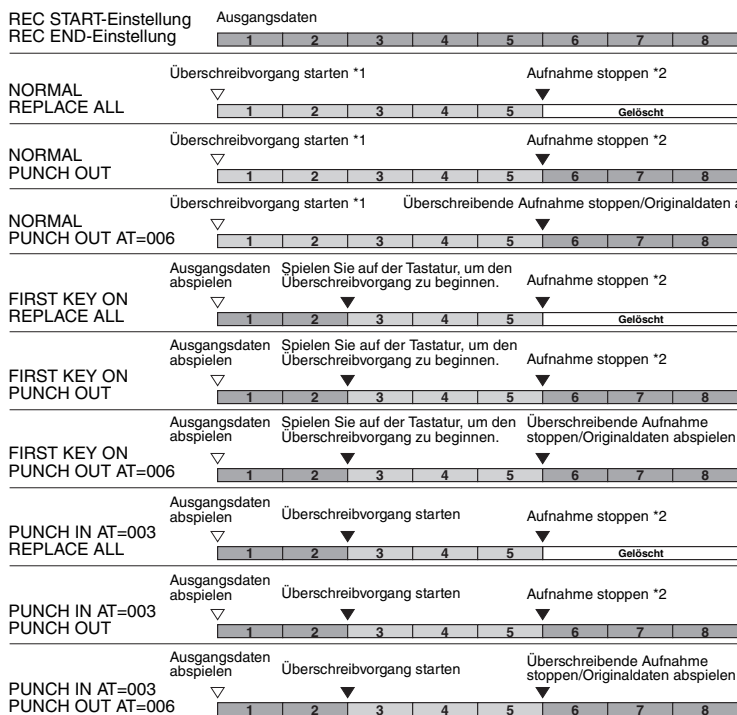 REC START-Einstellung
REC END-Einstellung
Ausgangsdaten
1 2 3 4 5 6 7 8
NORMAL
REPLACE ALL
Überschreibvorgang starten *1
Aufnahme stoppen *2
1 2 3 4 5 Gelöscht
NORMAL
PUNCH OUT
Überschreibvorgang starten *1
Aufnahme stoppen *2
1 2 3 4 5 6 7 8
NORMAL
PUNCH OUT AT=006
Überschreibvorgang starten *1
Überschreibende Aufnahme stoppen/Originaldaten
1 2 3 4 5 6 7 8
FIRST KEY ON
REPLACE ALL
Ausgangsdaten
abspielen
Spielen Sie auf der Tastatur, um den
Überschreibvorgang zu beginnen.
Aufnahme stoppen *2
1 2 3 4 5 Gelöscht
FIRST KEY ON
PUNCH OUT
Ausgangsdaten
abspielen
Spielen Sie auf der Tastatur, um den
Überschreibvorgang zu beginnen.
Aufnahme stoppen *2
1 2 3 4 5 6 7 8
FIRST KEY ON
PUNCH OUT AT=006
Ausgangsdaten
abspielen
Spielen Sie auf der Tastatur, um den
Überschreibvorgang zu beginnen.
Überschreibende Aufnahme
stoppen/Originaldaten abspielen
1 2 3 4 5 6 7 8
PUNCH IN AT=003
REPLACE ALL
Ausgangsdaten
abspielen
Überschreibvorgang starten
Aufnahme stoppen *2
1 2 3 4 5 Gelöscht
PUNCH IN AT=003
PUNCH OUT
Ausgangsdaten
abspielen
Überschreibvorgang starten
Aufnahme stoppen *2
1 2 3 4 5 6 7 8
PUNCH IN AT=003
PUNCH OUT AT=006
Ausgangsdaten
abspielen
Überschreibvorgang starten
Überschreibende Aufnahme
stoppen/Originaldaten abspielen
1 2 3 4 5 6 7 8